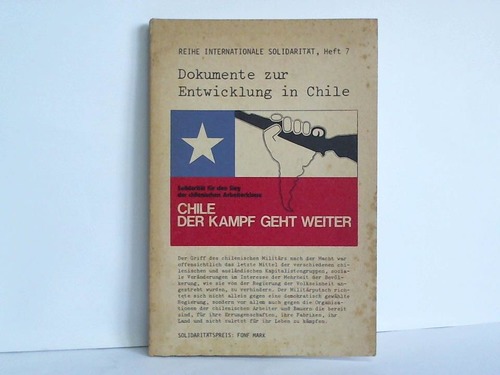 REIHE INTERNATIONALE SOLIDARITÄT, Heft 7
Dokumente zur
Entwicklung in Chile
Solidarität für den Sieg
der chilenischen Arbeiterklasse
CHILE
DER KAMPF GEHT WEITER
Der Griff des chilenischen Militärs nach der Macht war
offensichtlich das letzte Mittel der verschiedenen chi-
lenischen und ausländischen Kapitalistengruppen, sozia-
le Veränderungen im Interesse der Mehrheit der Bevöl-
kerung, wie sie von der Regierung der Volkseinheit an-
gestrebt wurden, zu verhindern. Der Militärputsch rich-
tete sich nicht allein gegen eine demokratisch gewählte
Regierung, sondern vor allem auch gegen die Organisa-
tionen der chilenischen Arbeiter und Bauern die bereit
sind, für ihre Errungenschaften, ihre Fabriken, ihr
Land und nicht zuletzt für ihr Leben zu kämpfen.
SOLIDARITÄTSPREIS: FÜNF MARK